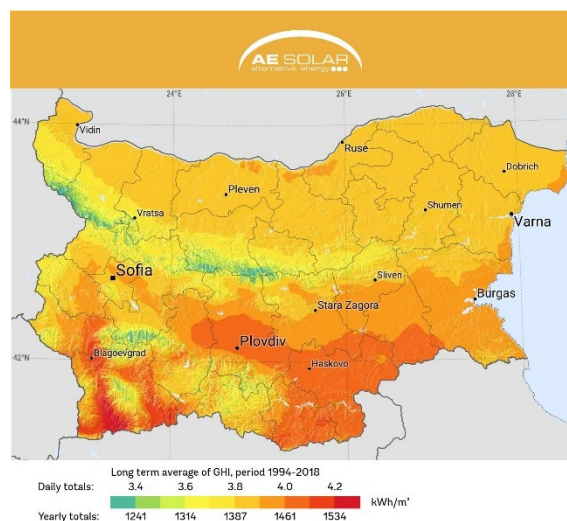 AE SOLAR
alternative energy
24°E
26°E
28°E
44°N
Vidin
Ruse
Dobrich
Pleven
Vratsa
Shumen
Varna
Sofia
Sliven
Burgas
Stara Zagora
Plovdiv
42°N
Blagoevgrad
Haskovo
Long term average of GHI, period 1994-2018
Daily totals: 3.4 3.6 3.8 4.0 4.2
kWh/m²
Yearly totals: 1241 1314 1387 1461 1534